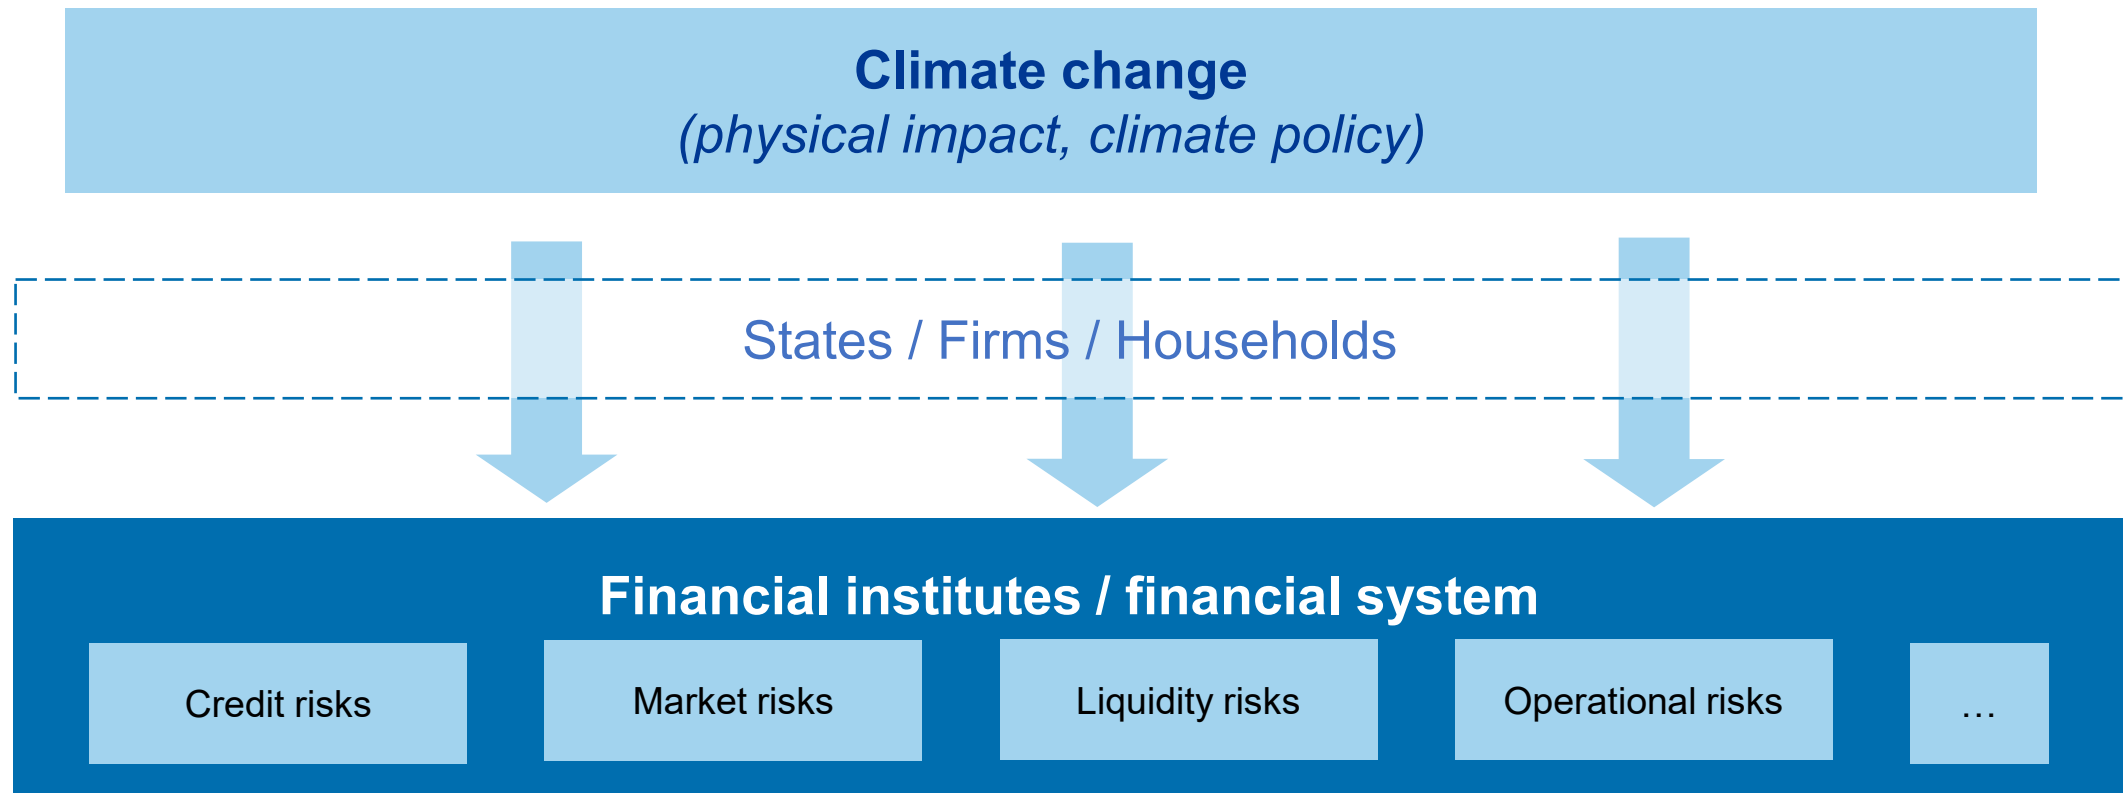 Climate change
(physical impact, climate policy)
States / Firms / Households
Financial institutes / financial system
Credit risks
Market risks
Liquidity risks
Operational risks
…